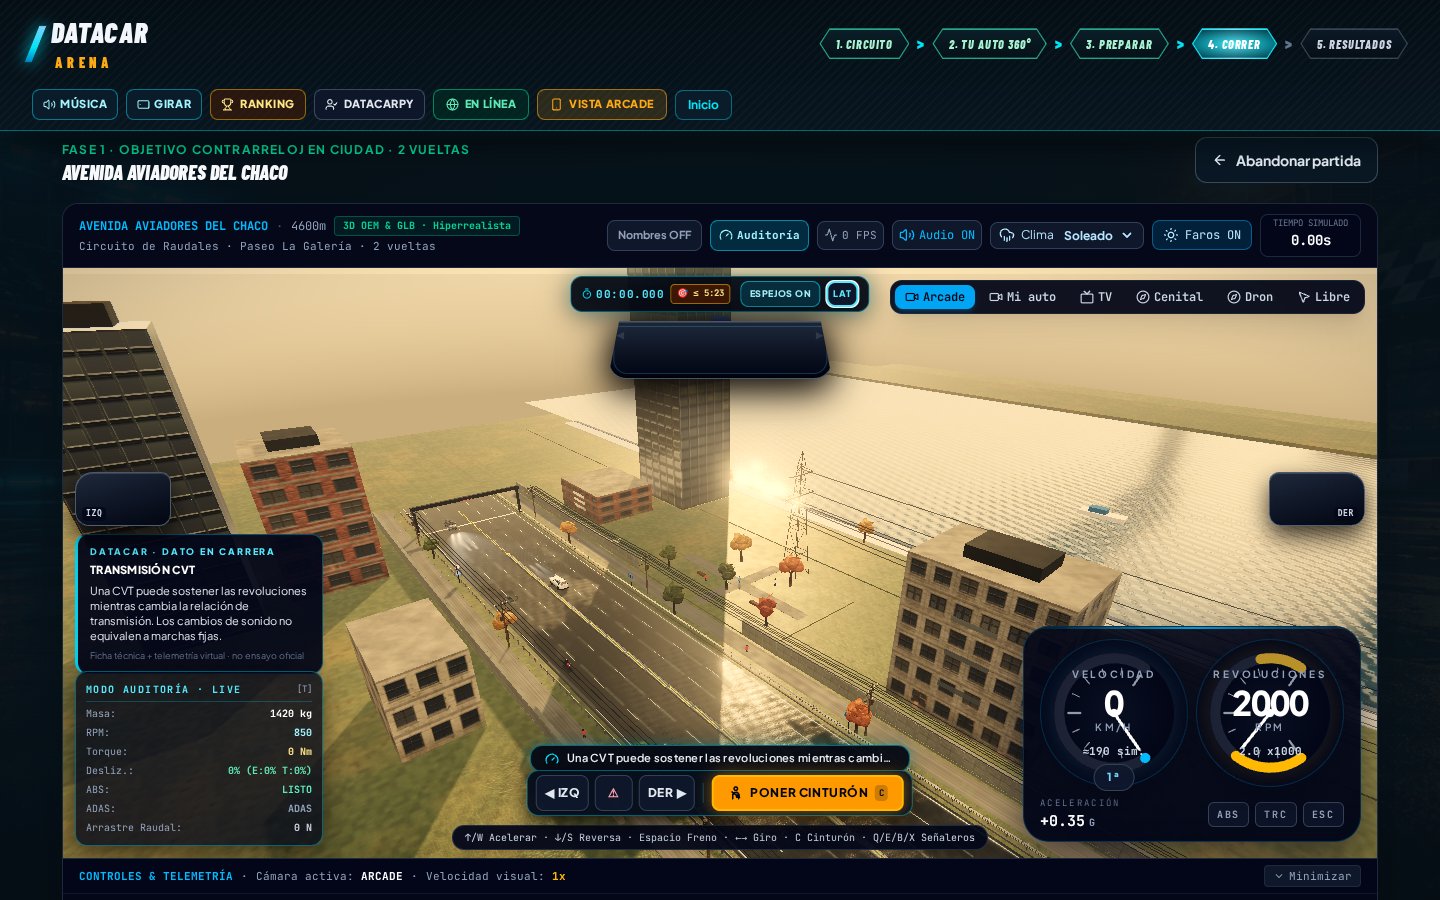 DATACAR
ARENA
1. CIRCUITO > 2. TU AUTO 360° > 3. PREPARAR > 4. CORRER > 5. RESULTADOS
MÚSICA GIRAR RANKING DATACARPY EN LÍNEA VISTA ARCADE Inicio
FASE 1 · OBJETIVO CONTRARRELOJ EN CIUDAD · 2 VUELTAS
AVENIDA AVIADORES DEL CHACO
← Abandonar partida
AVENIDA AVIADORES DEL CHACO · 4600m 3D OEM & GLB · Hiperrealista
Circuito de Raudales · Paseo La Galería · 2 vueltas
Nombres OFF Auditoría 0 FPS Audio ON Clima Soleado Faros ON
TIEMPO SIMULADO
0.00s
00:00.000 🎯 ≤ 5:23 ESPEJOS ON LAT
Arcade Mi auto TV Cenital Dron Libre
IZQ
DER
DATACAR · DATO EN CARRERA
TRANSMISIÓN CVT
Una CVT puede sostener las revoluciones
mientras cambia la relación de
transmisión. Los cambios de sonido no
equivalen a marchas fijas.
Ficha técnica + telemetría virtual · no ensayo oficial
MODO AUDITORÍA · LIVE [T]
Masa: 1420 kg
RPM: 850
Torque: 0 Nm
Desliz.: 0% (E:0% T:0%)
ABS: LISTO
ADAS: ADAS
Arrastre Raudal: 0 N
Una CVT puede sostener las revoluciones mientras cambi…
◀ IZQ ⚠ DER ▶ PONER CINTURÓN C
↑/W Acelerar · ↓/S Reversa · Espacio Freno · ←→ Giro · C Cinturón · Q/E/B/X Señaleros
VELOCIDAD
0
KM/H
≈190 sim.
1ª
REVOLUCIONES
2000
RPM
2.0 x1000
ACELERACIÓN
+0.35 G
ABS TRC ESC
CONTROLES & TELEMETRÍA · Cámara activa: ARCADE · Velocidad visual: 1x
Minimizar